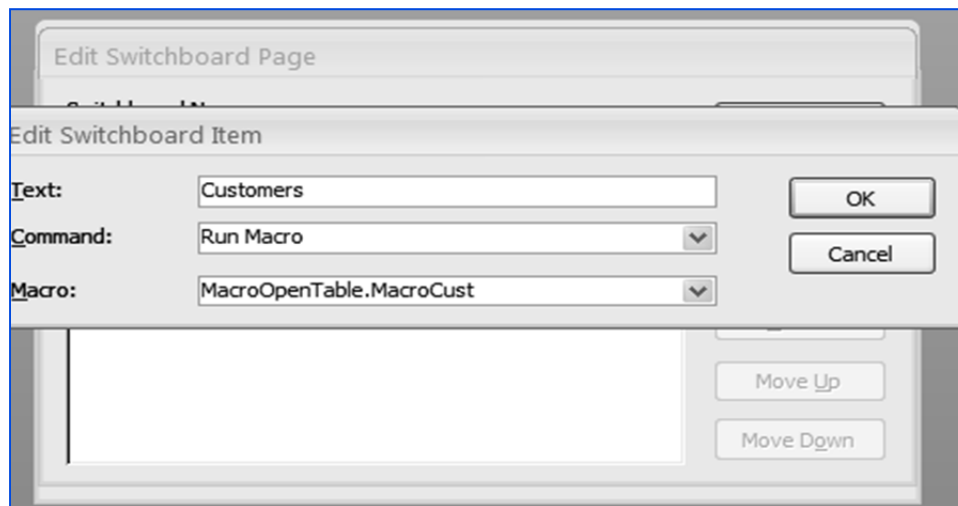 Edit Switchboard Page
Edit Switchboard Item
Text:
Customers
OK
Command:
Run Macro
Cancel
Macro:
MacroOpenTable.MacroCust
Move Up
Move Down